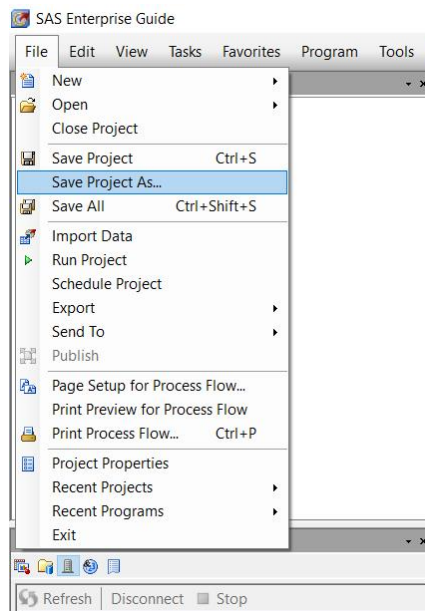 SAS Enterprise Guide
File Edit View Tasks Favorites Program Tools
New
Open
Close Project
Save Project Ctrl+S
Save Project As...
Save All Ctrl+Shift+S
Import Data
Run Project
Schedule Project
Export
Send To
Publish
Page Setup for Process Flow...
Print Preview for Process Flow
Print Process Flow... Ctrl+P
Project Properties
Recent Projects
Recent Programs
Exit
Refresh Disconnect Stop